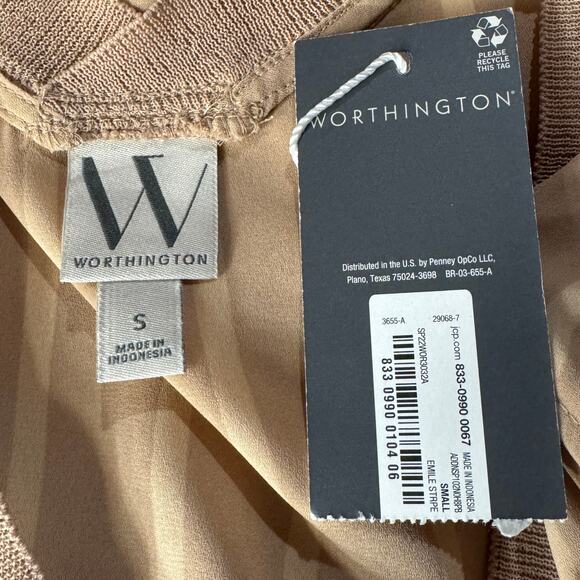 W
WORTHINGTON
S
MADE IN
INDONESIA
PLEASE
RECYCLE
THIS TAG
WORTHINGTON®
Distributed in the U.S. by Penney OpCo LLC,
Plano, Texas 75024-3698 BR-03-655-A
3655-A 29068-7
jcp.com 833-0990 0067 MADE IN INDONESIA
SP22WOR3032A
833 0990 0104 06
SMALL
EMILE STRPE